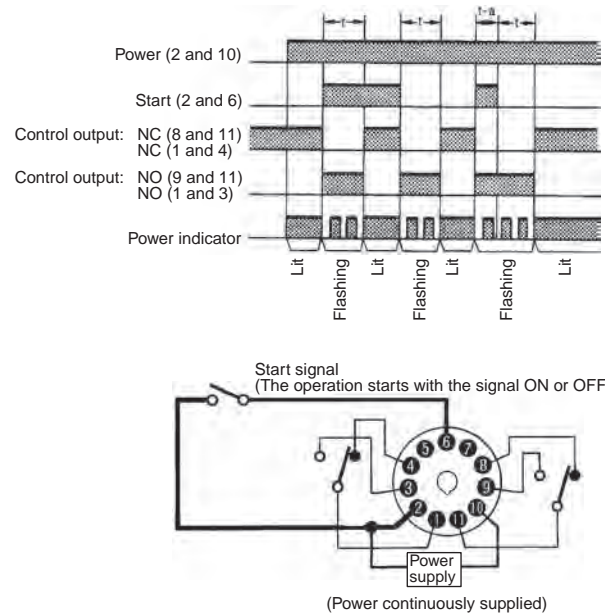 t
t
t-a
t
Power (2 and 10)
Start (2 and 6)
Control output: NC (8 and 11)
NC (1 and 4)
Control output: NO (9 and 11)
NO (1 and 3)
Power indicator
Lit
Flashing
Lit
Flashing
Lit
Flashing
Lit
Start signal
(The operation starts with the signal ON or OFF
5
6
7
4
8
3
9
2
10
1
11
Power
supply
(Power continuously supplied)